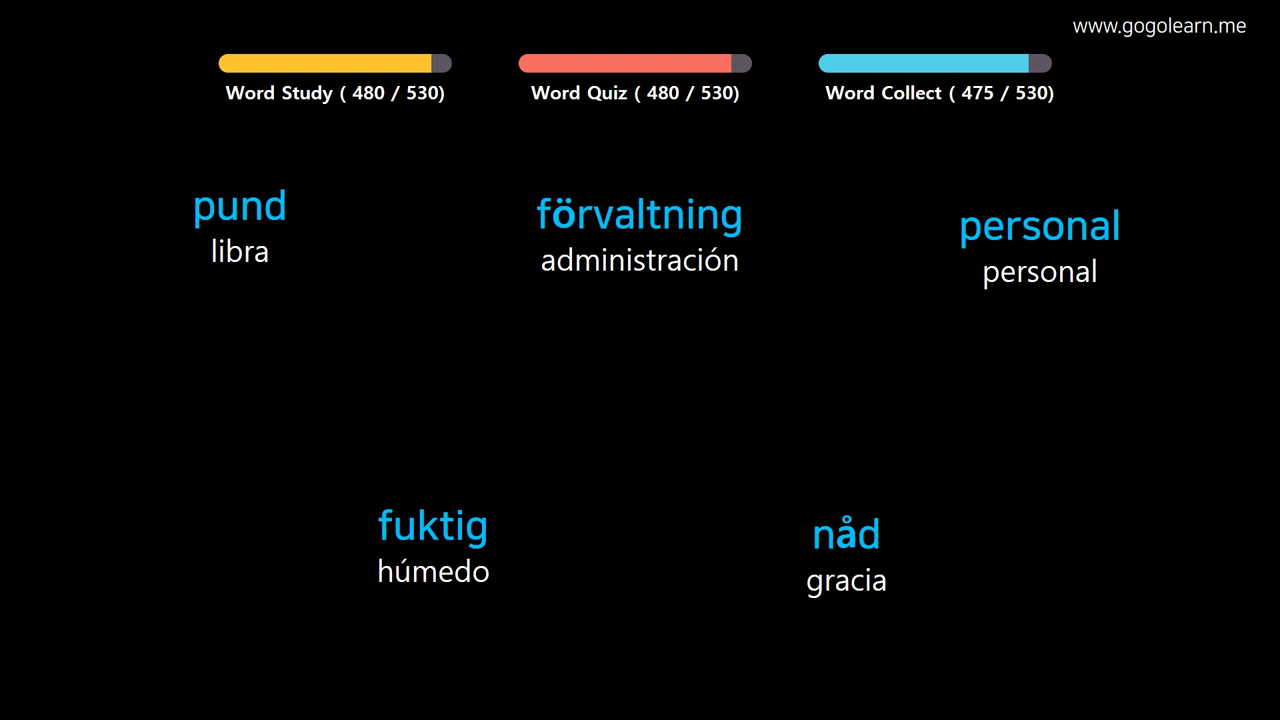 www.gogolearn.me
Word Study ( 480 / 530)
Word Quiz ( 480 / 530)
Word Collect ( 475 / 530)
pund
libra
förvaltning
administración
personal
personal
fuktig
húmedo
nåd
gracia